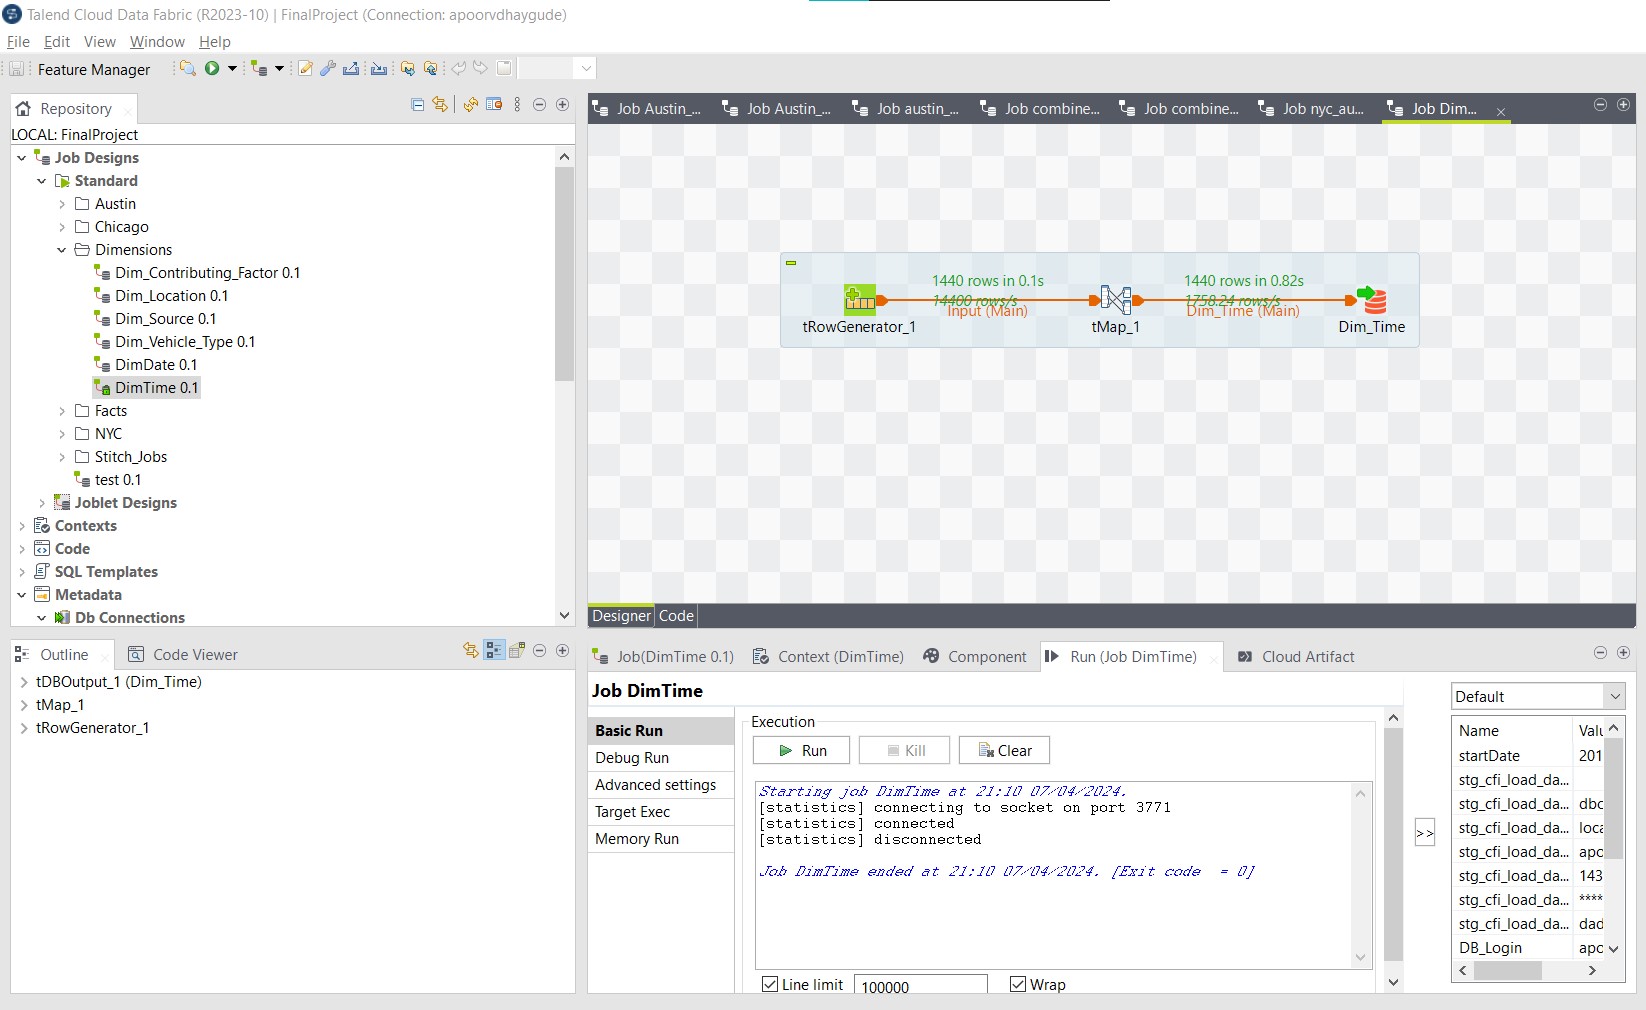 Talend Cloud Data Fabric (R2023-10) | FinalProject (Connection: apoorvdhaygude)
File Edit View Window Help
Feature Manager
Repository
LOCAL: FinalProject
Job Designs
Standard
Austin
Chicago
Dimensions
Dim_Contributing_Factor 0.1
Dim_Location 0.1
Dim_Source 0.1
Dim_Vehicle_Type 0.1
DimDate 0.1
DimTime 0.1
Facts
NYC
Stitch_Jobs
test 0.1
Joblet Designs
Contexts
Code
SQL Templates
Metadata
Db Connections
Job Austin_... Job Austin_... Job austin_... Job combine... Job combine... Job nyc_au... Job Dim...
1440 rows in 0.1s
14400 rows/s
Input (Main)
1440 rows in 0.82s
1758.24 rows/s
Dim_Time (Main)
tRowGenerator_1
tMap_1
Dim_Time
Designer Code
Outline
Code Viewer
tDBOutput_1 (Dim_Time)
tMap_1
tRowGenerator_1
Job(DimTime 0.1) Context (DimTime) Component Run (Job DimTime) Cloud Artifact
Job DimTime
Basic Run
Debug Run
Advanced settings
Target Exec
Memory Run
Execution
Run Kill Clear
Starting job DimTime at 21:10 07/04/2024.
[statistics] connecting to socket on port 3771
[statistics] connected
[statistics] disconnected
Job DimTime ended at 21:10 07/04/2024. [Exit code = 0]
Line limit 100000 Wrap
>>
Default
Name Valu
startDate 201
stg_cfi_load_da...
stg_cfi_load_da... dbc
stg_cfi_load_da... loca
stg_cfi_load_da... apo
stg_cfi_load_da... 143
stg_cfi_load_da... ****
stg_cfi_load_da... dad
DB_Login apo